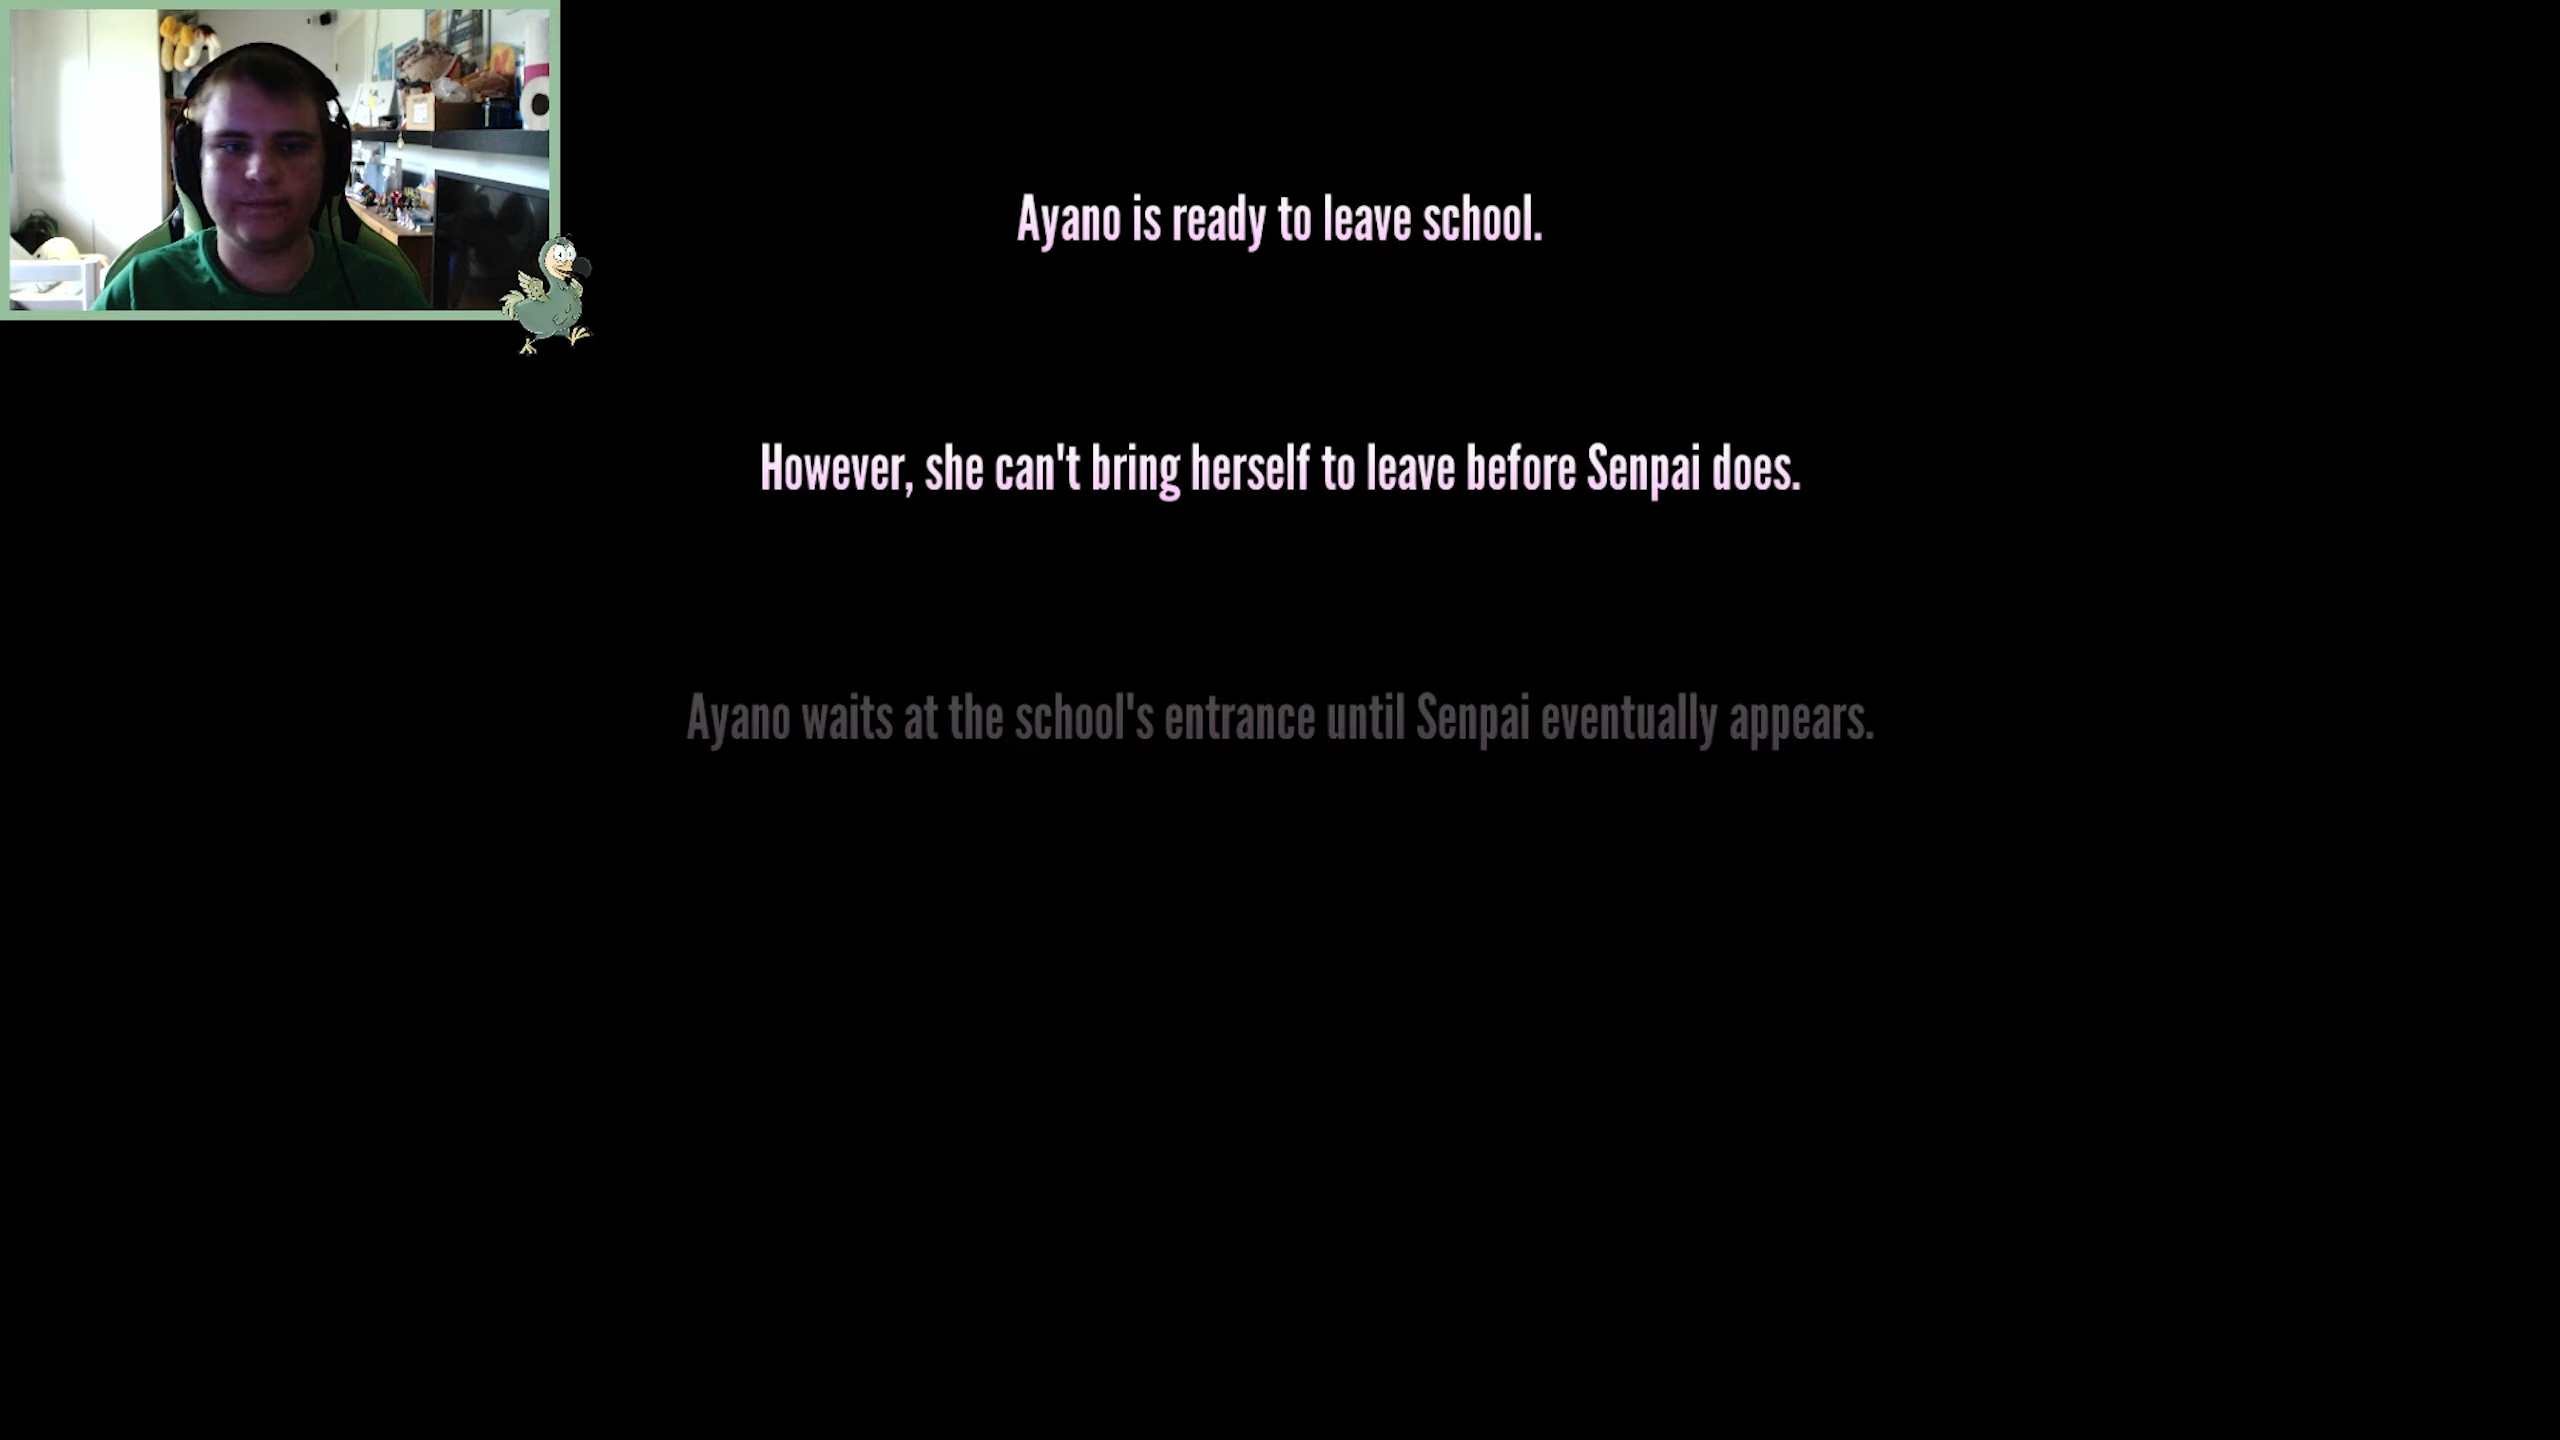 Ayano is ready to leave school.
However, she can't bring herself to leave before Senpai does.
Ayano waits at the school's entrance until Senpai eventually appears.